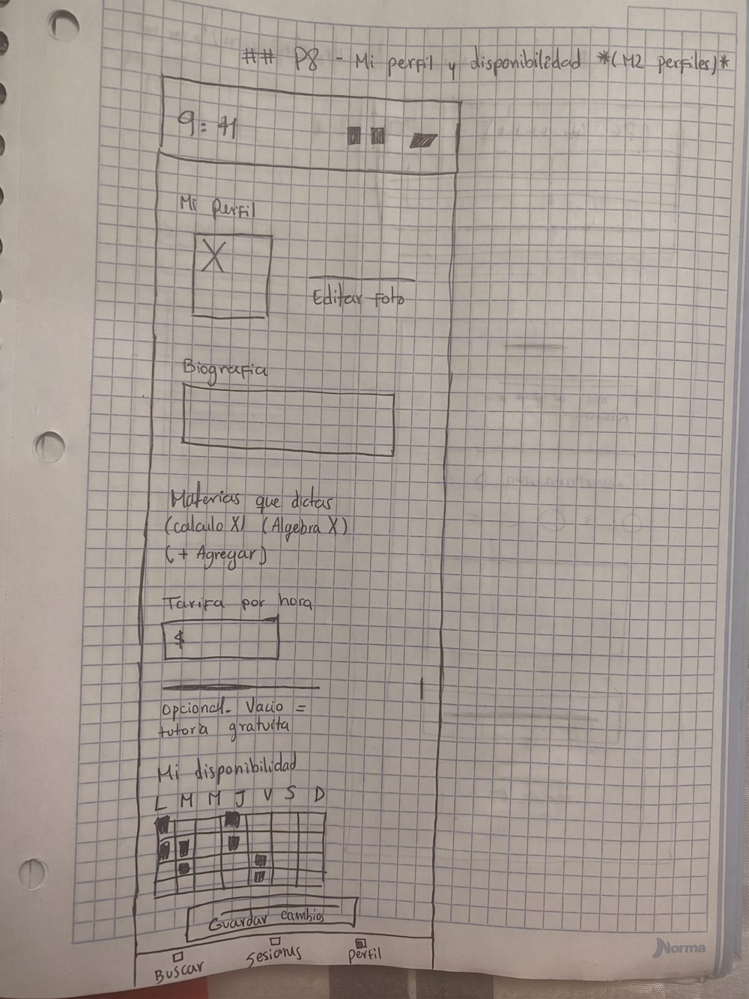 ## P8 - Mi perfil y disponibilidad *(M2 perfiles)*
9:41
Mi perfil
X
Editar foto
Biografia
Materias que dictas
(calculo X) (Algebra X)
(+ Agregar)
Tarifa por hora
$
opcional. Vacio =
tutoria gratuita
Mi disponibilidad
L M M J V S D
Guardar cambios
Buscar Sesiones Perfil
Norma